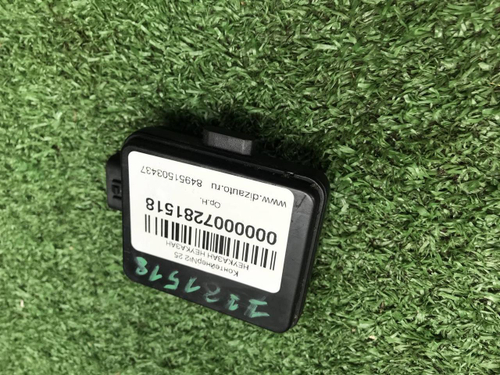 Контейнер№2 25
НЕУКАЗАН НЕУКАЗАН
0000007281518
Ор.Н.
www.dizauto.ru 84951503437
7281518